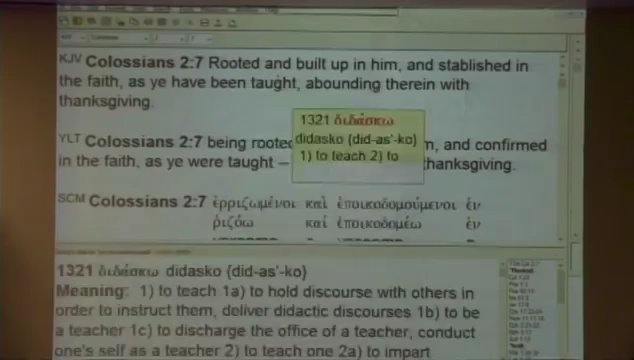 KJV Colossians 2:7 Rooted and built up in him, and stablished in
the faith, as ye have been taught, abounding therein with
thanksgiving.
1321 διδάσκω
didasko {did-as'-ko}
1) to teach 2) to
YLT Colossians 2:7 being rooted m, and confirmed
in the faith, as ye were taught — thanksgiving.
SCM Colossians 2:7 ἐρριζωμένοι καὶ ἐποικοδομούμενοι ἐν
ῥιζόω καί ἐποικοδομέω ἐν
1321 διδάσκω didasko {did-as'-ko}
Meaning: 1) to teach 1a) to hold discourse with others in
order to instruct them, deliver didactic discourses 1b) to be
a teacher 1c) to discharge the office of a teacher, conduct
one's self as a teacher 2) to teach one 2a) to impart